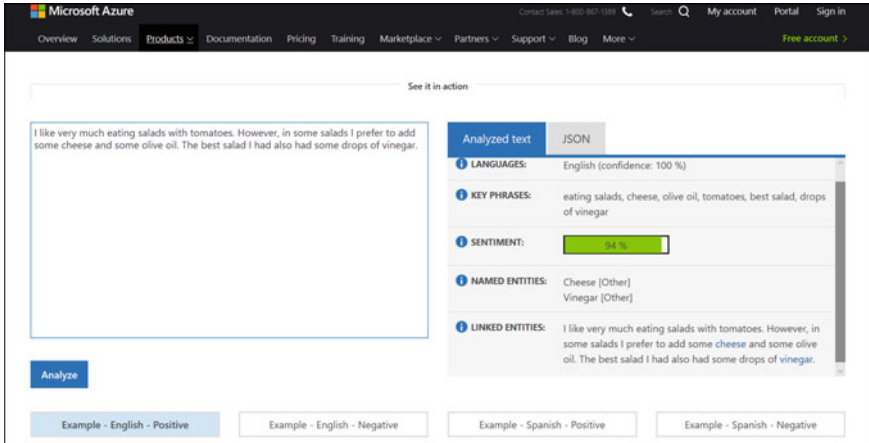 Microsoft Azure
Contact Sales: 1-800-867-1389
Search
My account
Portal
Sign in
Overview
Solutions
Products
Documentation
Pricing
Training
Marketplace
Partners
Support
Blog
More
Free account >
See it in action
I like very much eating salads with tomatoes. However, in some salads I prefer to add
some cheese and some olive oil. The best salad I had also had some drops of vinegar.
Analyze
Analyzed text
JSON
LANGUAGES:
English (confidence: 100 %)
KEY PHRASES:
eating salads, cheese, olive oil, tomatoes, best salad, drops
of vinegar
SENTIMENT:
94 %
NAMED ENTITIES:
Cheese [Other]
Vinegar [Other]
LINKED ENTITIES:
I like very much eating salads with tomatoes. However, in
some salads I prefer to add some cheese and some olive
oil. The best salad I had also had some drops of vinegar.
Example - English - Positive
Example - English - Negative
Example - Spanish - Positive
Example - Spanish - Negative